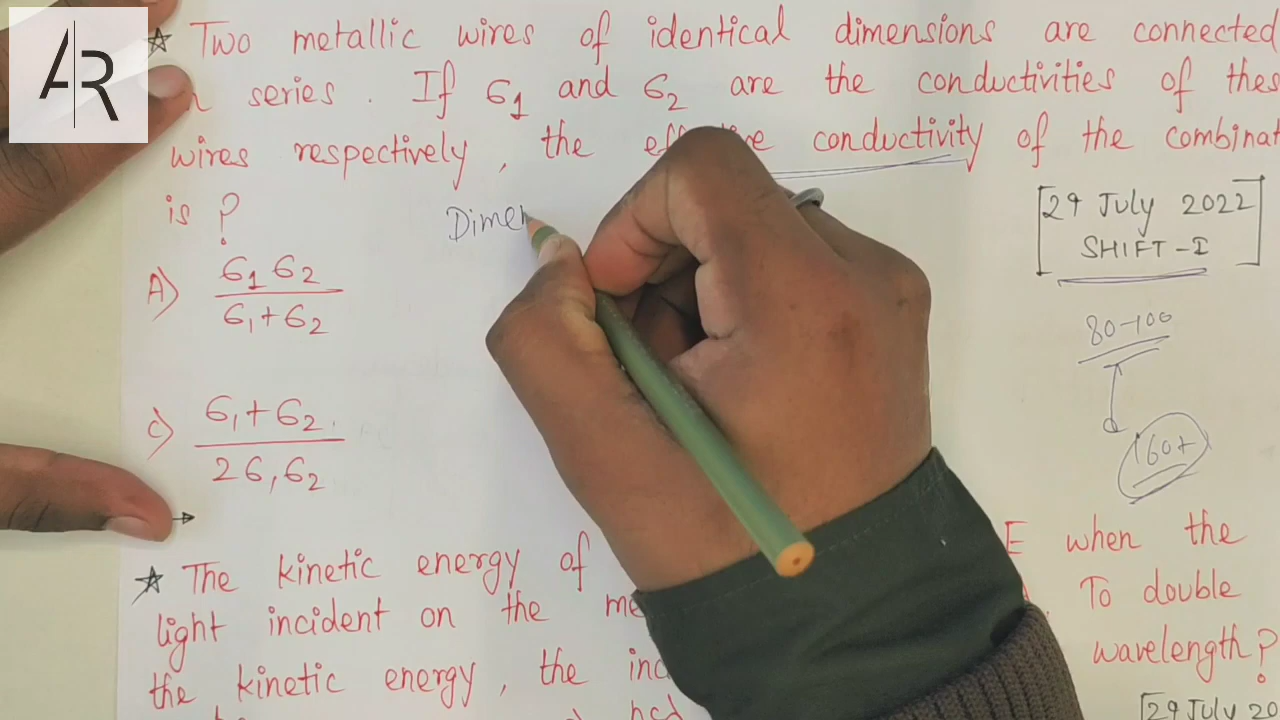 AR
☆ Two metallic wires of identical dimensions are connected
series. If σ1 and σ2 are the conductivities of thes
wires respectively, the conductivity of the combinat
is ?
Dimen
[29 July 2022
SHIFT-I]
A) σ1 σ2 / σ1+σ2
80-100
160+
C) σ1+σ2 / 2σ1σ2
→
☆ The kinetic energy of E when the
light incident on the me To double
the kinetic energy, the inc wavelength?
[29 July 20